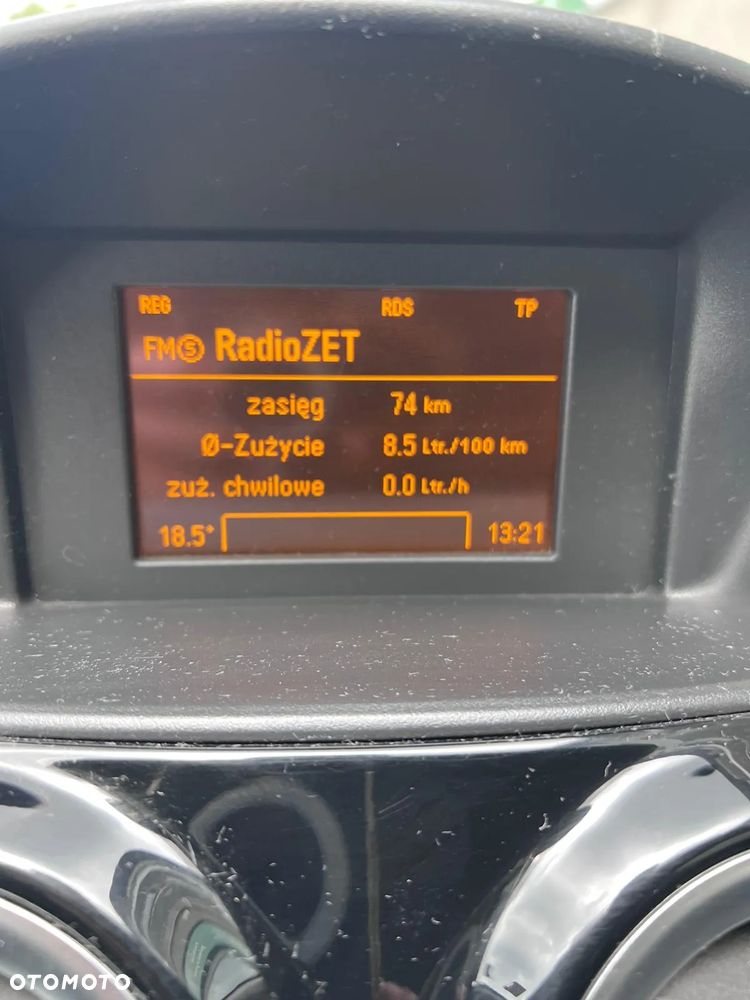 REG RDS TP
FM⑤ RadioZET
zasięg 74 km
Ø-Zużycie 8.5 Ltr./100 km
zuż. chwilowe 0.0 Ltr./h
18.5° 13:21
OTOMOTO